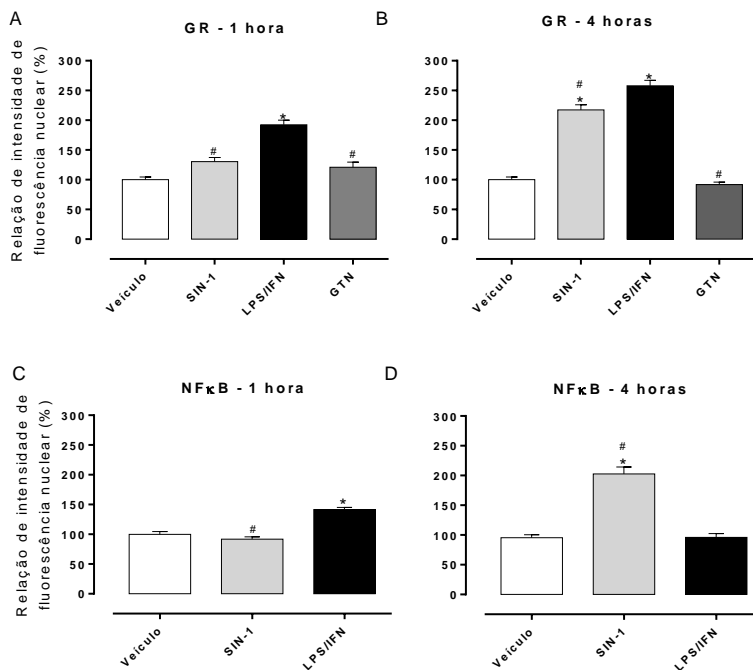 A
GR - 1 hora
Relação de intensidade de
fluorescência nuclear (%)
300
250
200
150
100
50
0
#
*
#
Veículo
SIN-1
LPS/IFN
GTN
B
GR - 4 horas
300
250
200
150
100
50
0
#
*
*
#
Veículo
SIN-1
LPS/IFN
GTN
C
NFκB - 1 hora
Relação de intensidade de
fluorescência nuclear (%)
300
250
200
150
100
50
0
#
*
Veículo
SIN-1
LPS/IFN
D
NFκB - 4 horas
300
250
200
150
100
50
0
#
*
Veículo
SIN-1
LPS/IFN